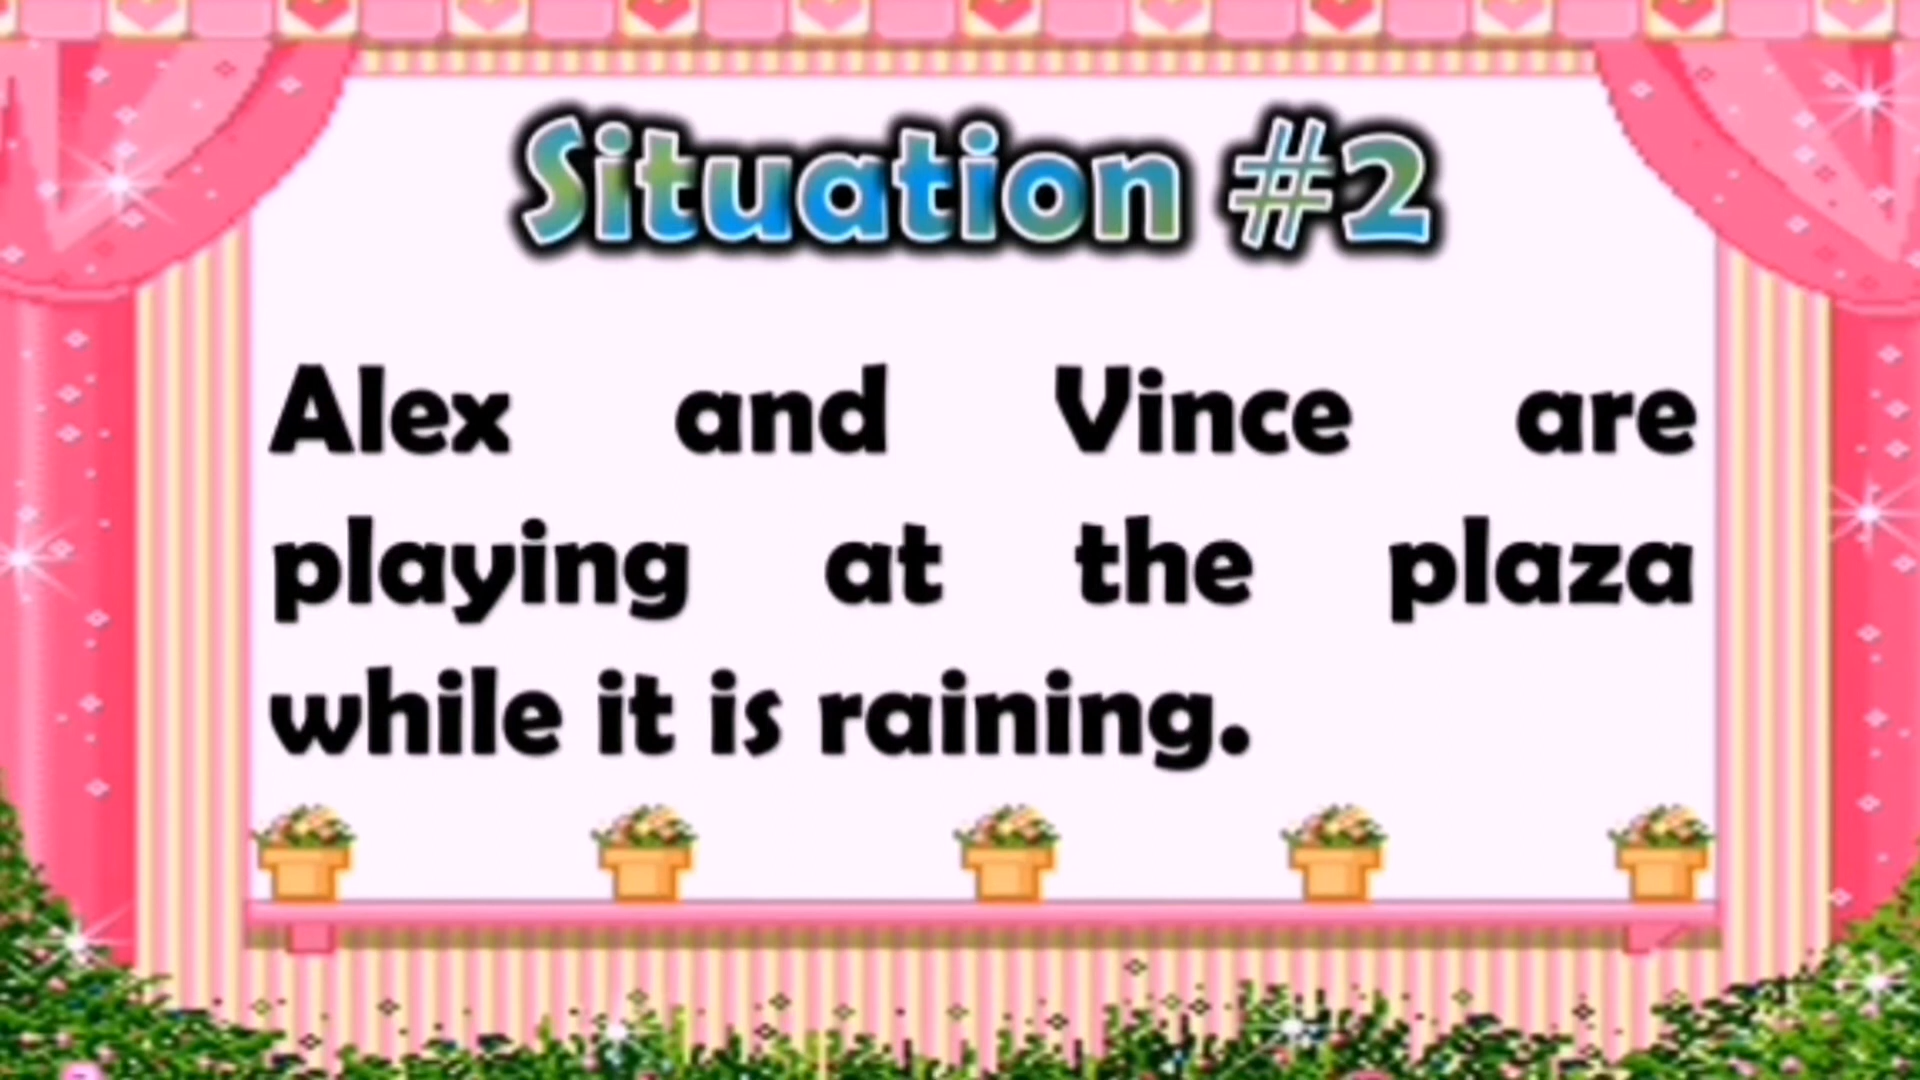 Situation #2
Alex and Vince are
playing at the plaza
while it is raining.